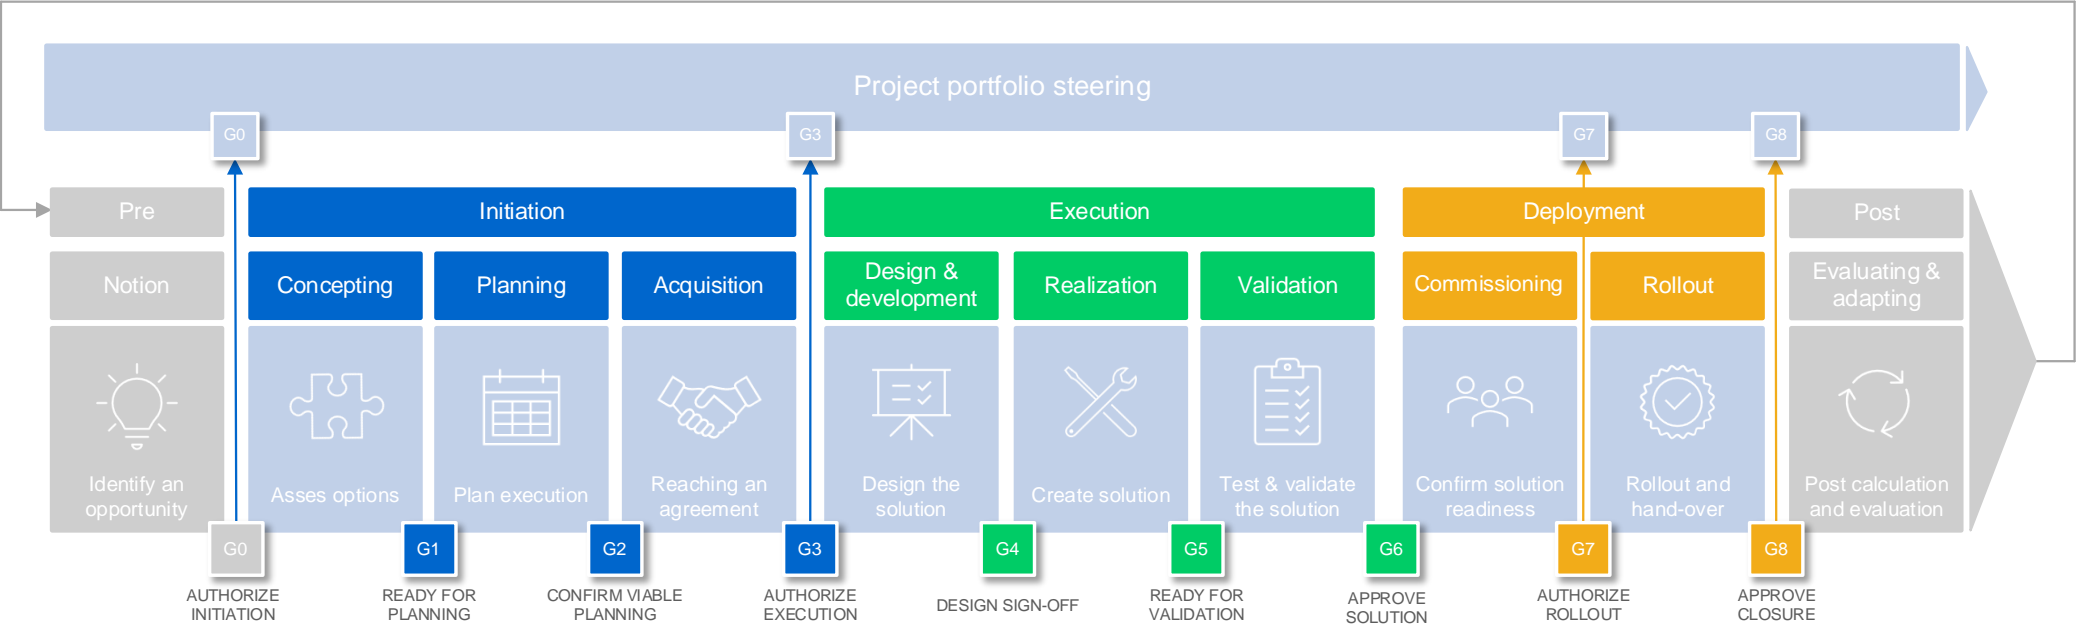 Project portfolio steering
G0
G3
G7
G8
Pre
Initiation
Execution
Deployment
Post
Notion
Concepting
Planning
Acquisition
Design &
development
Realization
Validation
Commissioning
Rollout
Evaluating &
adapting
Identify an
opportunity
Asses options
Plan execution
Reaching an
agreement
Design the
solution
Create solution
Test & validate
the solution
Confirm solution
readiness
Rollout and
hand-over
Post calculation
and evaluation
G0
G1
G2
G3
G4
G5
G6
G7
G8
AUTHORIZE
INITIATION
READY FOR
PLANNING
CONFIRM VIABLE
PLANNING
AUTHORIZE
EXECUTION
DESIGN SIGN-OFF
READY FOR
VALIDATION
APPROVE
SOLUTION
AUTHORIZE
ROLLOUT
APPROVE
CLOSURE